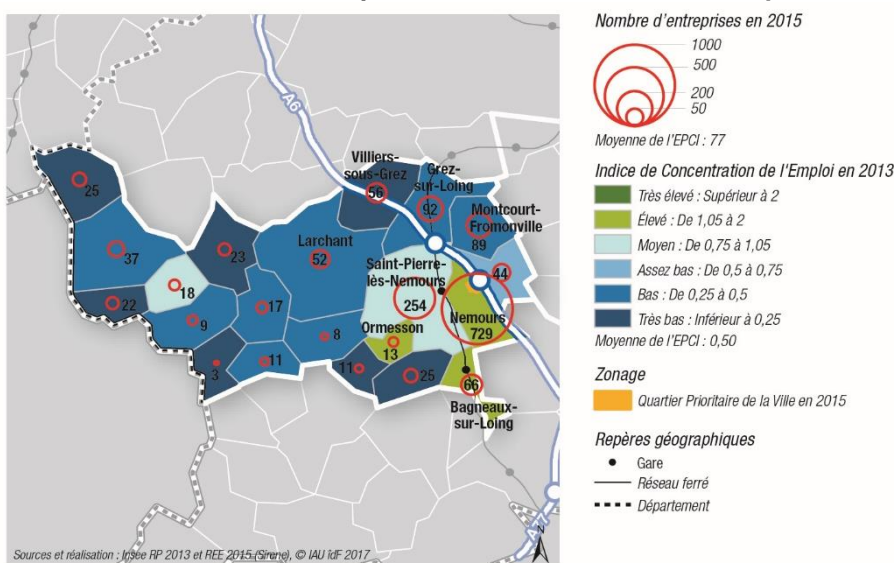 Nombre d'entreprises en 2015
1000
500
200
50
Moyenne de l'EPCI : 77
Indice de Concentration de l'Emploi en 2013
Très élevé : Supérieur à 2
Élevé : De 1,05 à 2
Moyen : De 0,75 à 1,05
Assez bas : De 0,5 à 0,75
Bas : De 0,25 à 0,5
Très bas : Inférieur à 0,25
Moyenne de l'EPCI : 0,50
Zonage
Quartier Prioritaire de la Ville en 2015
Repères géographiques
Gare
Réseau ferré
Département
A6
Villiers-
sous-Grez
56
Grez-
sur-Loing
92
Montcourt-
Fromonville
89
25
37
23
Larchant
52
44
Saint-Pierre-
lès-Nemours
254
18
22
9
17
8
Nemours
729
Ormesson
13
3
11
11
25
66
Bagneaux-
sur-Loing
A77
N
Sources et réalisation : Insee RP 2013 et REE 2015 (Sirene), © IAU îdF 2017